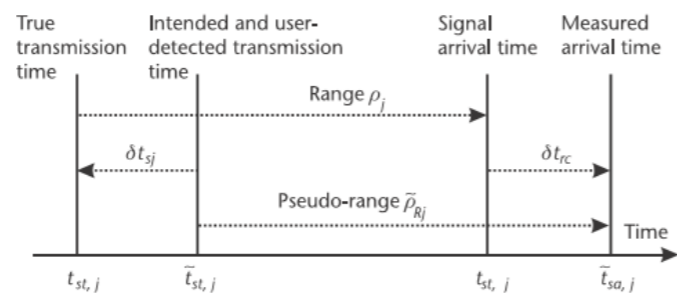 True
transmission
time
Intended and user-
detected transmission
time
Signal
arrival time
Measured
arrival time
Range ρj
δtsj
δtrc
Pseudo-range ρ̃Rj
Time
tst, j
t̃st, j
tst, j
t̃sa, j